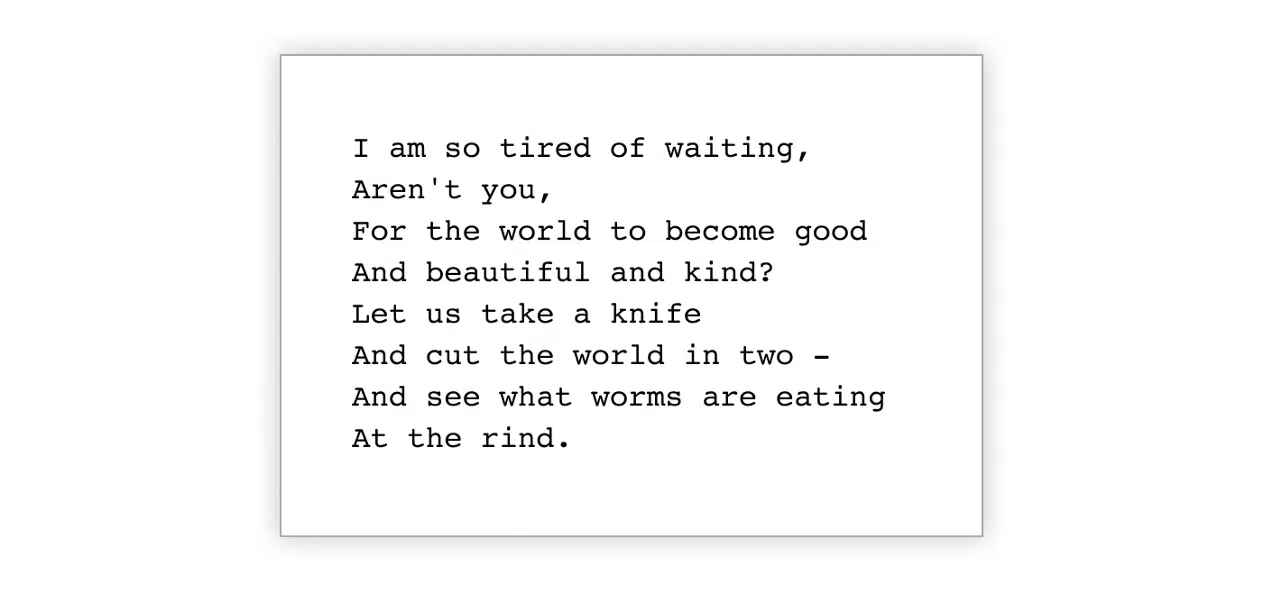 I am so tired of waiting,
Aren't you,
For the world to become good
And beautiful and kind?
Let us take a knife
And cut the world in two –
And see what worms are eating
At the rind.